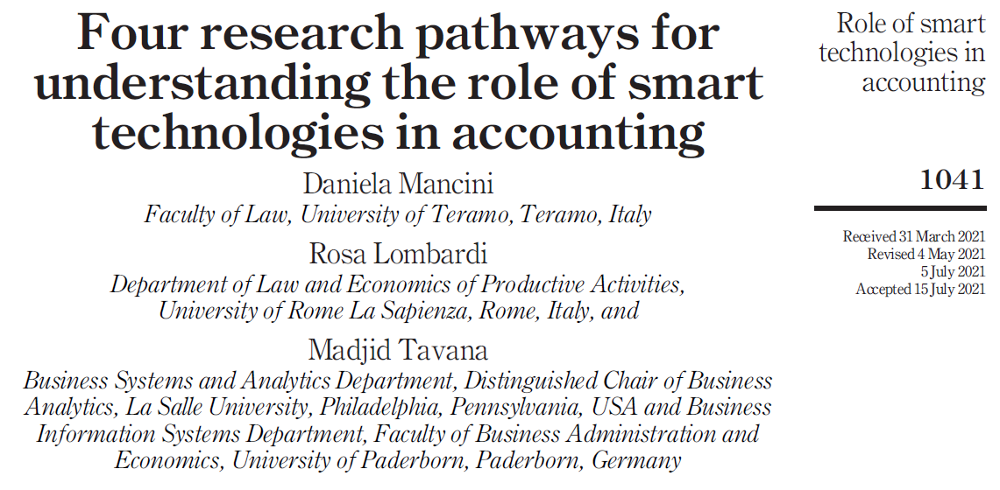 Four research pathways for
understanding the role of smart
technologies in accounting
Daniela Mancini
Faculty of Law, University of Teramo, Teramo, Italy
Rosa Lombardi
Department of Law and Economics of Productive Activities,
University of Rome La Sapienza, Rome, Italy, and
Madjid Tavana
Business Systems and Analytics Department, Distinguished Chair of Business
Analytics, La Salle University, Philadelphia, Pennsylvania, USA and Business
Information Systems Department, Faculty of Business Administration and
Economics, University of Paderborn, Paderborn, Germany
Role of smart
technologies in
accounting
1041
Received 31 March 2021
Revised 4 May 2021
5 July 2021
Accepted 15 July 2021